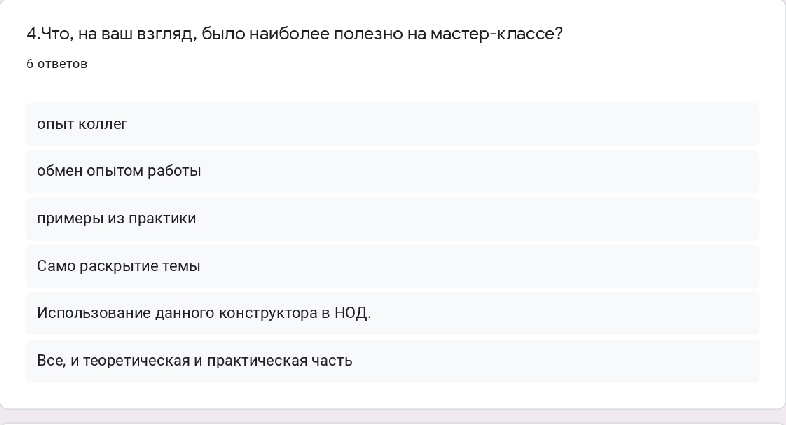 4.Что, на ваш взгляд, было наиболее полезно на мастер-классе?
6 ответов
опыт коллег
обмен опытом работы
примеры из практики
Само раскрытие темы
Использование данного конструктора в НОД.
Все, и теоретическая и практическая часть